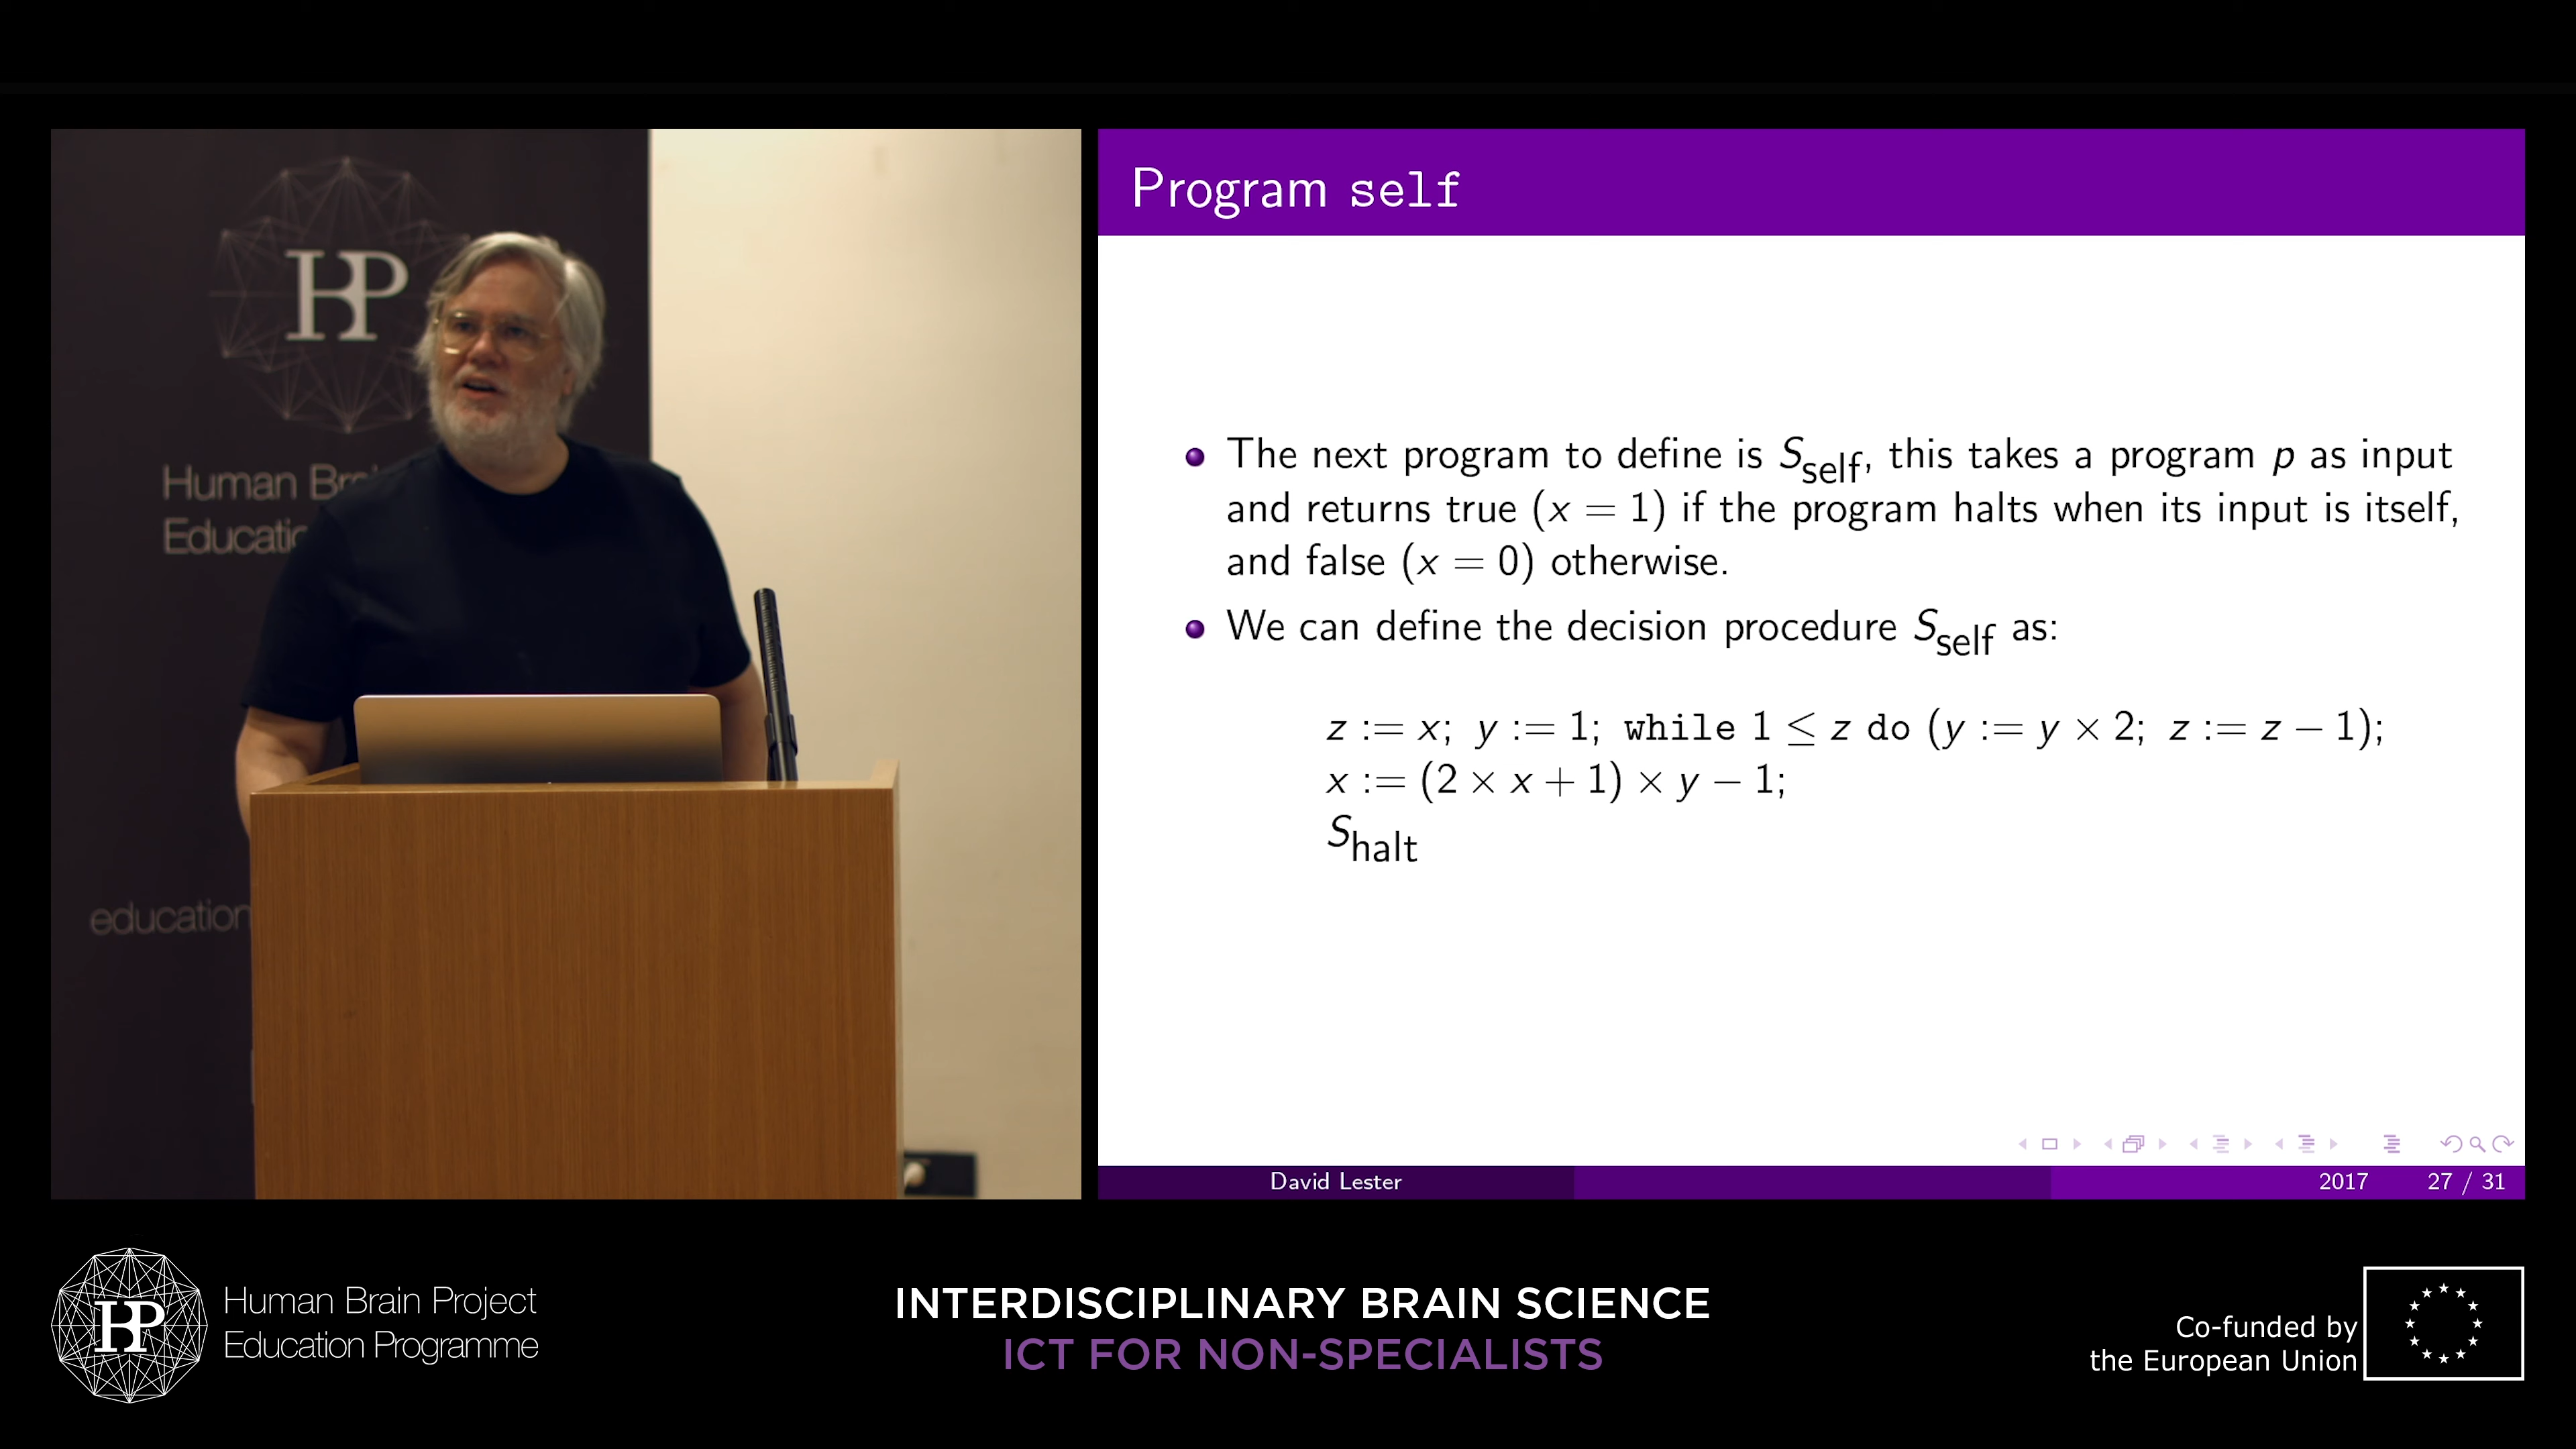 HBP
Human Br
Educatio
education
Program self
The next program to define is S_self, this takes a program p as input
and returns true (x = 1) if the program halts when its input is itself,
and false (x = 0) otherwise.
We can define the decision procedure S_self as:
z := x; y := 1; while 1 ≤ z do (y := y × 2; z := z − 1);
x := (2 × x + 1) × y − 1;
S_halt
David Lester
2017
27 / 31
HBP
Human Brain Project
Education Programme
INTERDISCIPLINARY BRAIN SCIENCE
ICT FOR NON-SPECIALISTS
Co-funded by
the European Union